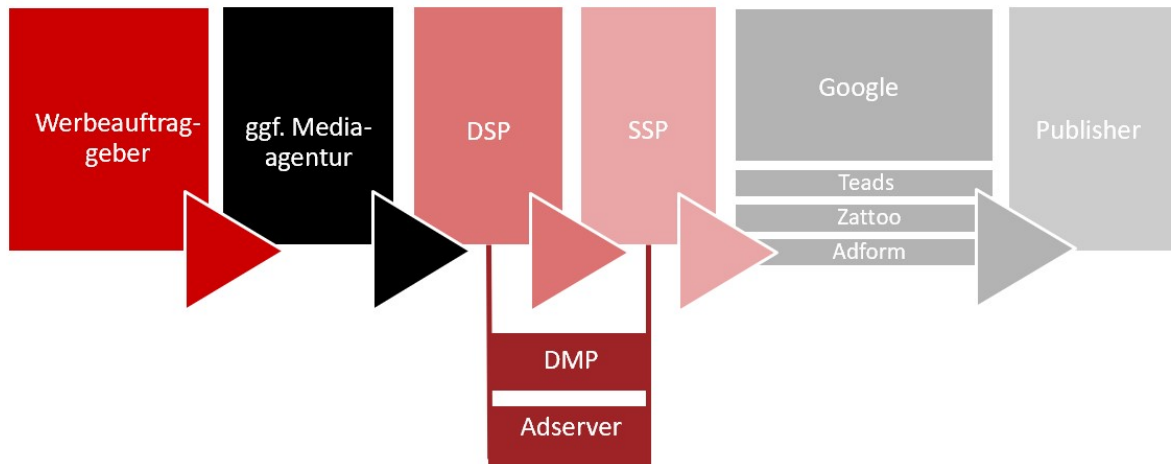 Werbeauftrag-
geber
ggf. Media-
agentur
DSP
SSP
Google
Teads
Zattoo
Adform
Publisher
DMP
Adserver